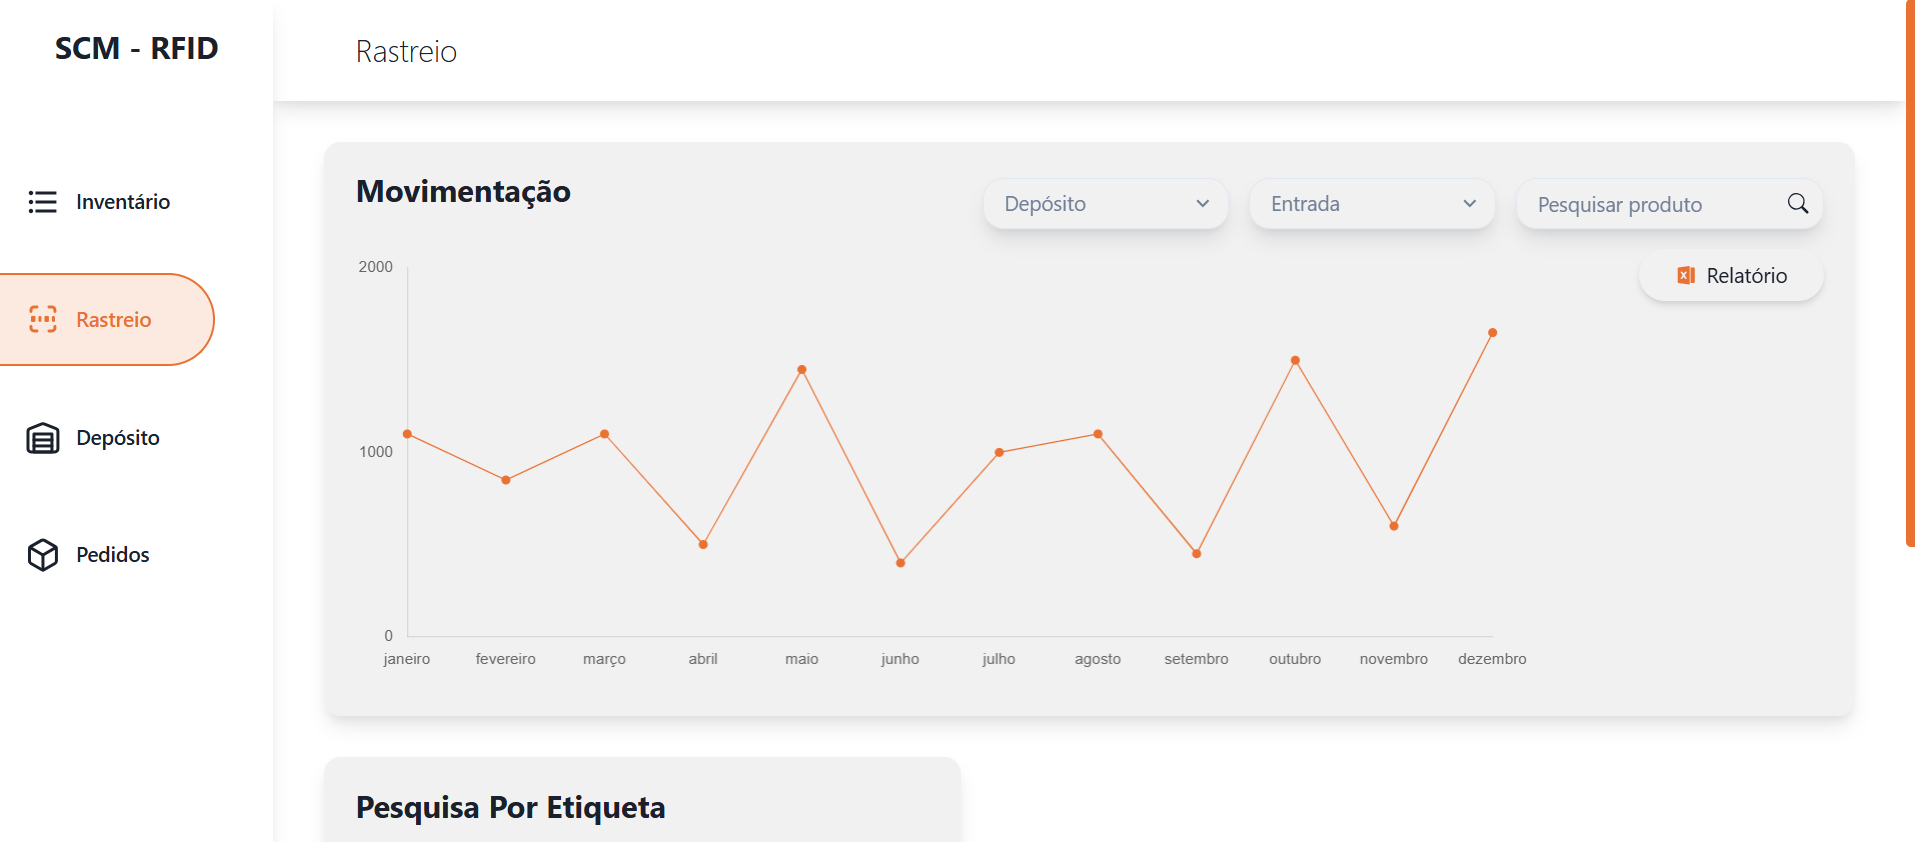 SCM - RFID
Rastreio
Inventário
Rastreio
Depósito
Pedidos
Movimentação
Depósito
Entrada
Pesquisar produto
Relatório
2000
1000
0
janeiro fevereiro março abril maio junho julho agosto setembro outubro novembro dezembro
Pesquisa Por Etiqueta